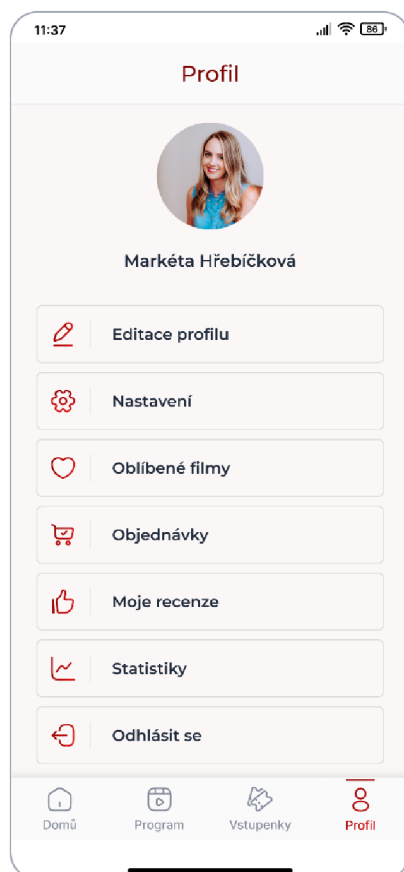 11:37
86
Profil
Markéta Hřebíčková
Editace profilu
Nastavení
Oblíbené filmy
Objednávky
Moje recenze
Statistiky
Odhlásit se
Domů
Program
Vstupenky
Profil